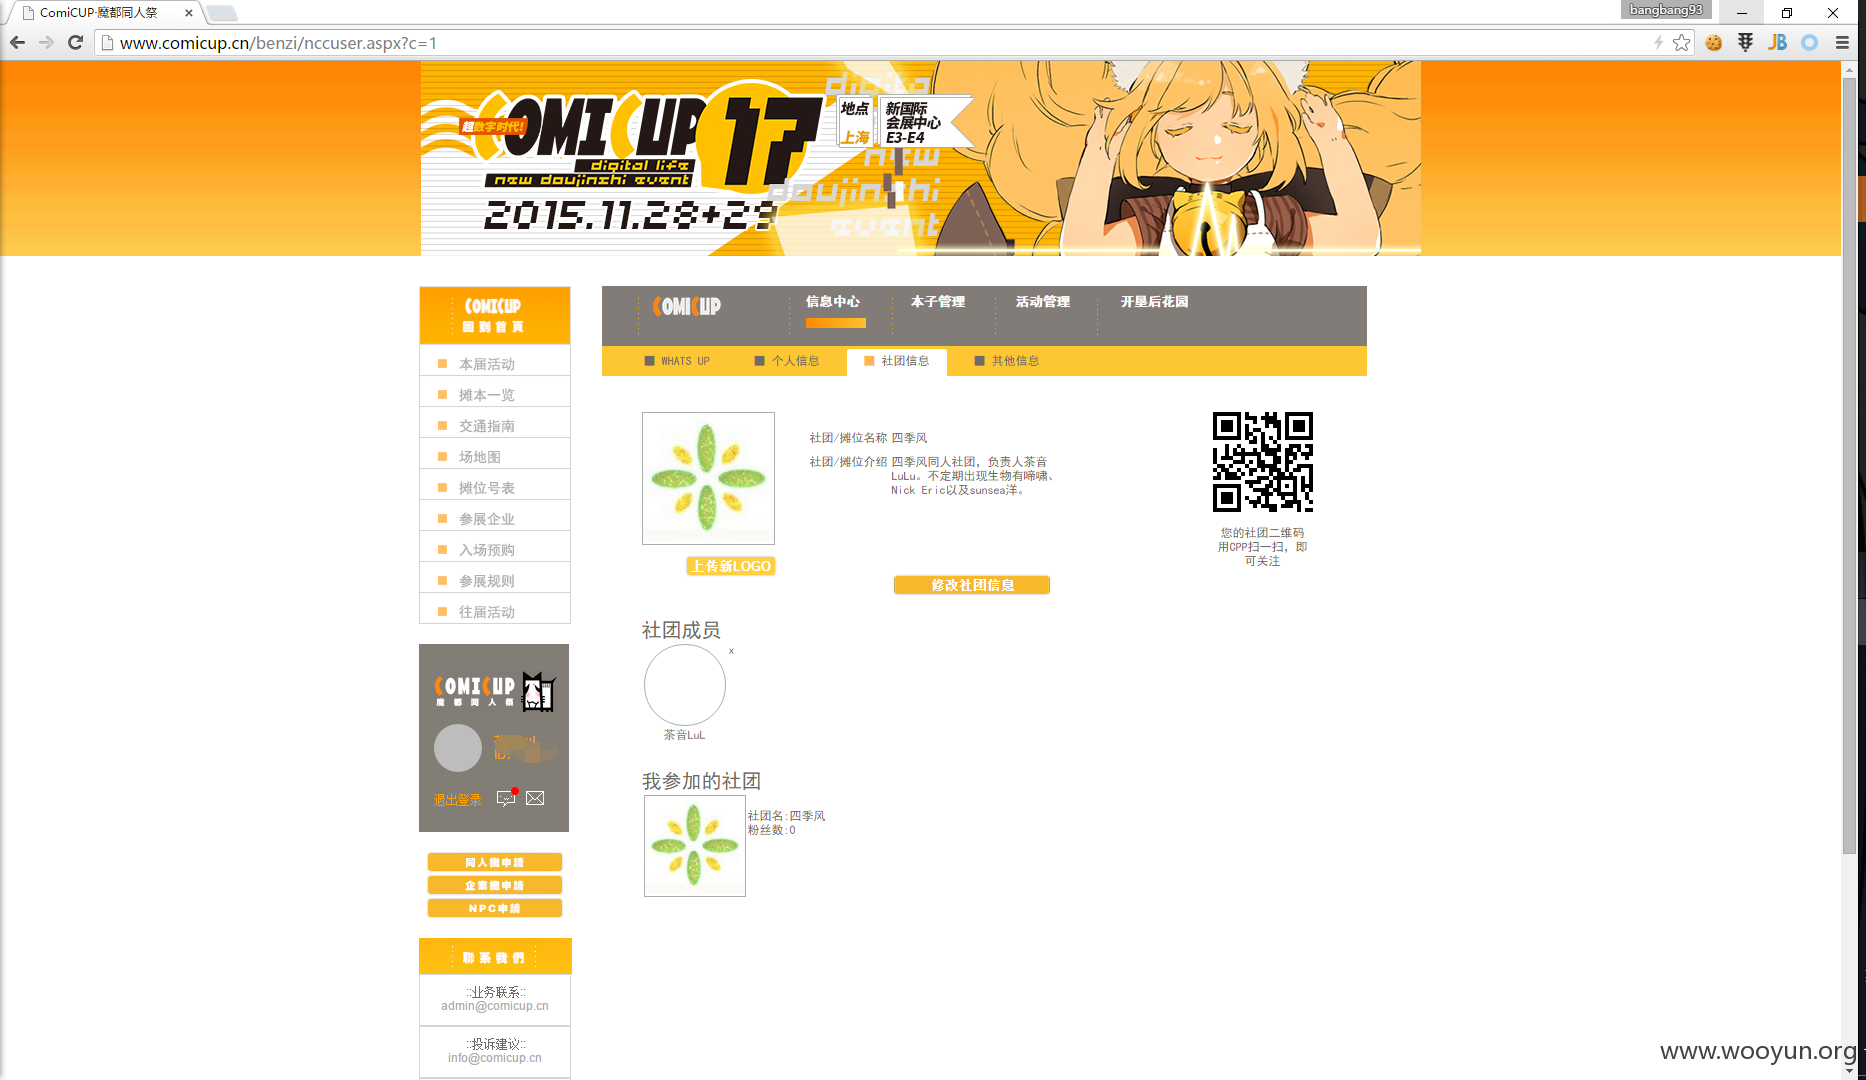 ComiCUP·魔都同人祭
bangbang93
www.comicup.cn/benzi/nccuser.aspx?c=1
超数字时代!
COMICUP 17
digital life
new doujinshi event
2015.11.28+29
地点
上海
新国际
会展中心
E3-E4
new
doujinshi
event
COMICUP
回到首頁
本届活动
摊本一览
交通指南
场地图
摊位号表
参展企业
入场预购
参展规则
往届活动
COMICUP
信息中心
本子管理
活动管理
开垦后花园
WHATS UP
个人信息
社团信息
其他信息
上传新LOGO
社团/摊位名称 四季风
社团/摊位介绍 四季风同人社团，负责人茶音
LuLu。不定期出现生物有啼啸、
Nick Eric以及sunsea洋。
修改社团信息
您的社团二维码
用CPP扫一扫，即
可关注
社团成员
x
茶音LuL
我参加的社团
社团名:四季风
粉丝数:0
COMICUP
魔都同人祭
退出登录
同人攤申請
企業攤申請
NPC申請
聯系我們
::业务联系::
admin@comicup.cn
::投诉建议::
info@comicup.cn
www.wooyun.org